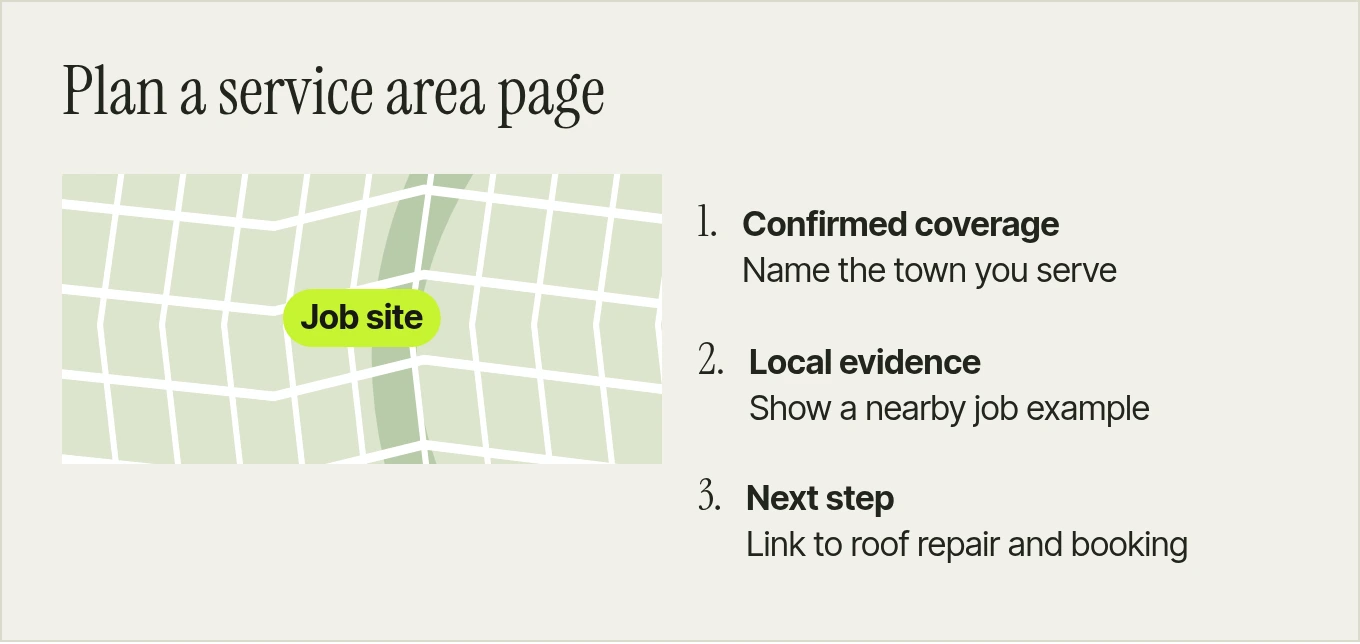 Plan a service area page
Job site
1. Confirmed coverage
Name the town you serve
2. Local evidence
Show a nearby job example
3. Next step
Link to roof repair and booking